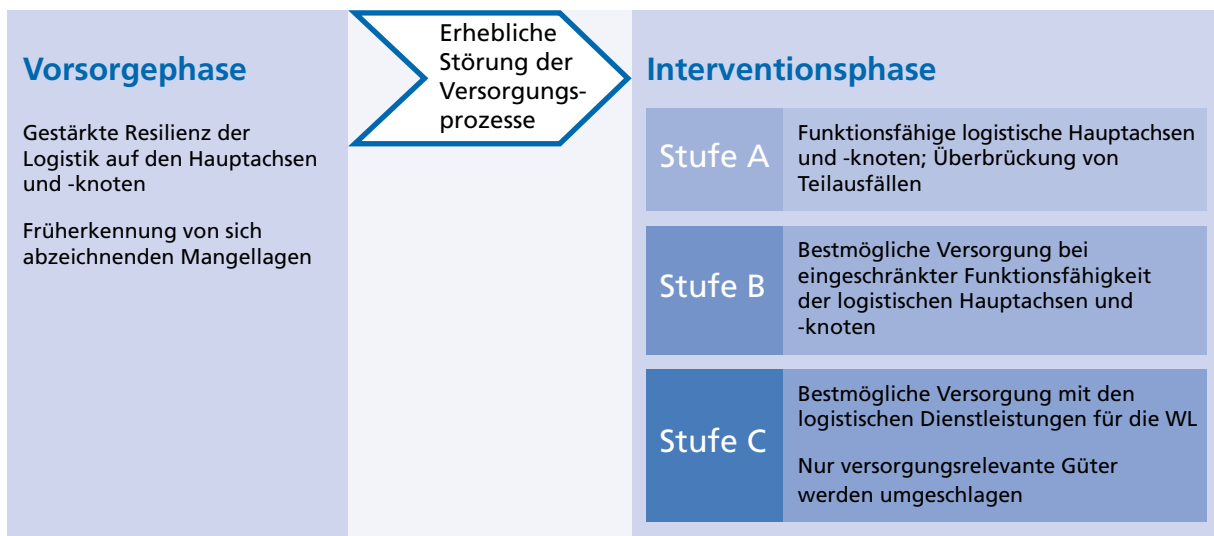 Vorsorgephase
Gestärkte Resilienz der
Logistik auf den Hauptachsen
und -knoten
Früherkennung von sich
abzeichnenden Mangellagen
Erhebliche
Störung der
Versorgungs-
prozesse
Interventionsphase
Stufe A
Funktionsfähige logistische Hauptachsen
und -knoten; Überbrückung von
Teilausfällen
Stufe B
Bestmögliche Versorgung bei
eingeschränkter Funktionsfähigkeit
der logistischen Hauptachsen und
-knoten
Stufe C
Bestmögliche Versorgung mit den
logistischen Dienstleistungen für die WL
Nur versorgungsrelevante Güter
werden umgeschlagen